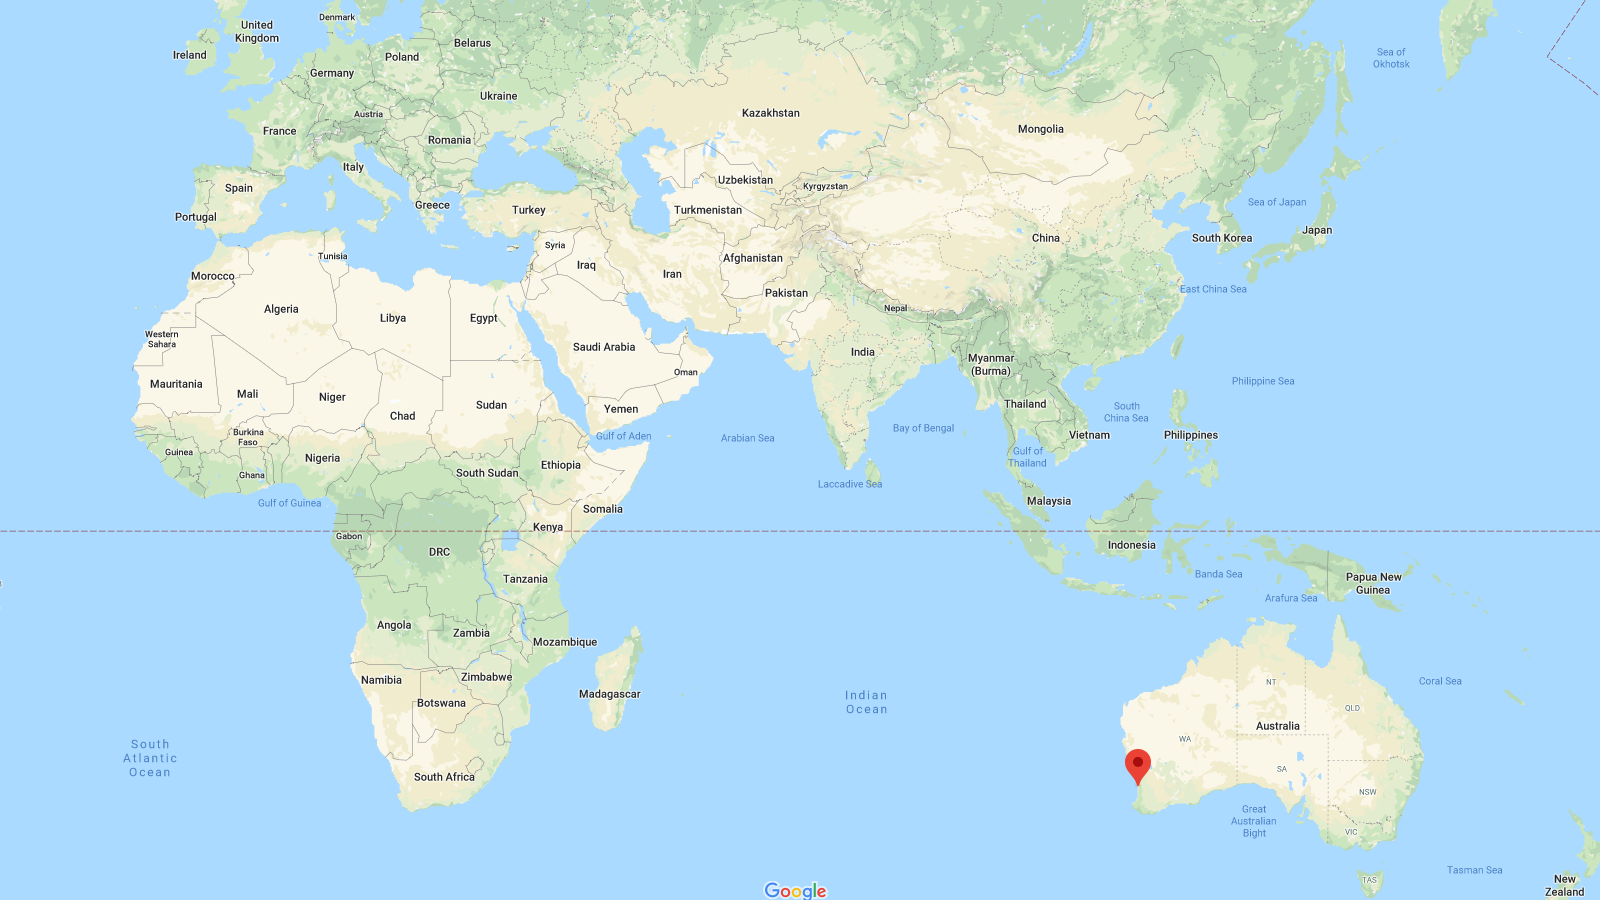 Denmark
United
Kingdom
Ireland
Belarus
Poland
Germany
Ukraine
Austria
France
Romania
Italy
Spain
Greece
Portugal
Turkey
Syria
Tunisia
Iraq
Iran
Morocco
Algeria
Libya
Egypt
Western
Sahara
Saudi Arabia
Oman
Mauritania
Mali
Niger
Chad
Sudan
Yemen
Burkina
Faso
Guinea
Nigeria
Ghana
Gulf of Guinea
South Sudan
Ethiopia
Gulf of Aden
Somalia
Kenya
Gabon
DRC
Tanzania
Angola
Zambia
Mozambique
Zimbabwe
Namibia
Botswana
Madagascar
South Africa
South
Atlantic
Ocean
Kazakhstan
Mongolia
Uzbekistan
Kyrgyzstan
Turkmenistan
Afghanistan
Pakistan
China
Nepal
India
Myanmar
(Burma)
Thailand
Vietnam
Arabian Sea
Bay of Bengal
Laccadive Sea
Gulf of
Thailand
South
China Sea
Sea of
Okhotsk
Sea of Japan
Japan
South Korea
East China Sea
Philippine Sea
Philippines
Malaysia
Indonesia
Banda Sea
Arafura Sea
Papua New
Guinea
Indian
Ocean
Coral Sea
NT
QLD
Australia
WA
SA
NSW
Great
Australian
Bight
VIC
Tasman Sea
TAS
New
Zealand
Google